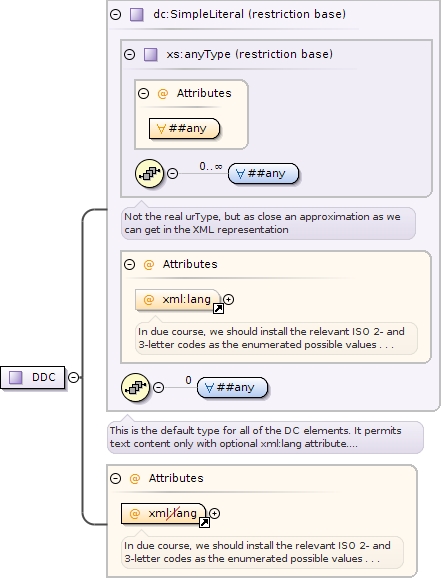 dc:SimpleLiteral (restriction base)
xs:anyType (restriction base)
@ Attributes
∀ ##any
0..∞
∀ ##any
Not the real urType, but as close an approximation as we
can get in the XML representation
@ Attributes
@ xml:lang
In due course, we should install the relevant ISO 2- and
3-letter codes as the enumerated possible values . . .
DDC
0
∀ ##any
This is the default type for all of the DC elements. It permits
text content only with optional xml:lang attribute....
@ Attributes
@ xml:lang
In due course, we should install the relevant ISO 2- and
3-letter codes as the enumerated possible values . . .